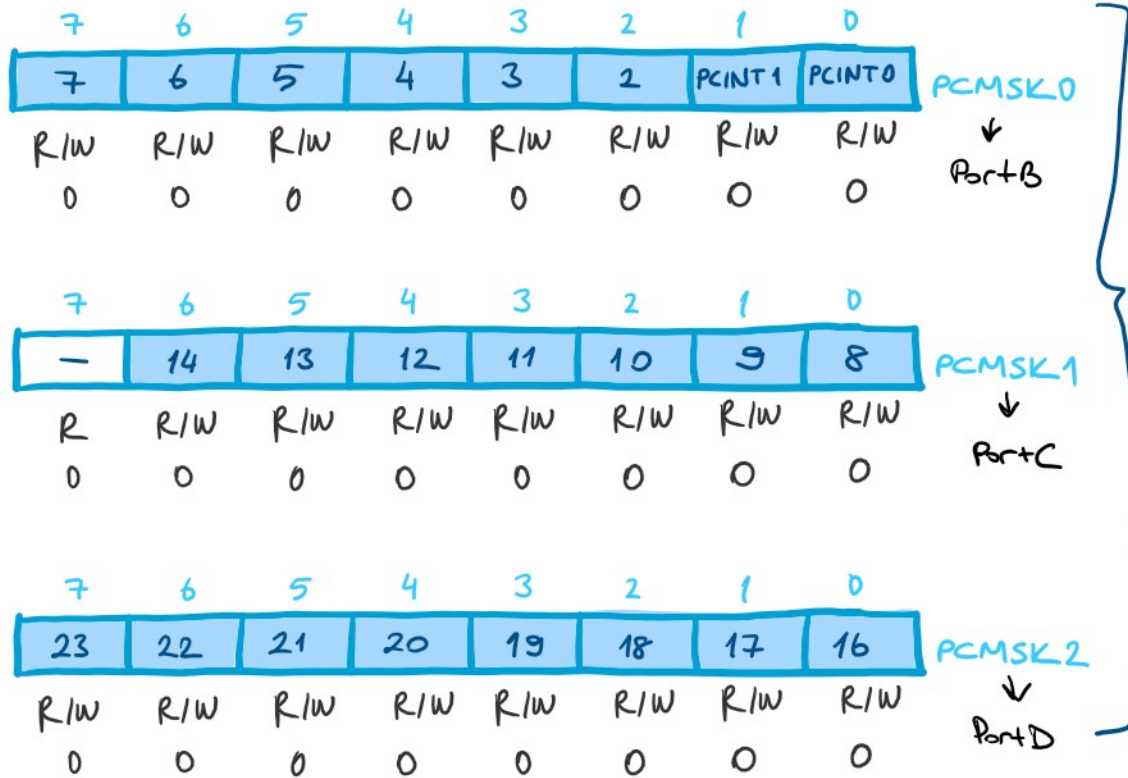 7 6 5 4 3 2 1 0
7 6 5 4 3 2 PCINT1 PCINT0 PCMSK0
R/W R/W R/W R/W R/W R/W R/W R/W ↓
0 0 0 0 0 0 0 0 PortB
7 6 5 4 3 2 1 0
- 14 13 12 11 10 9 8 PCMSK1
R R/W R/W R/W R/W R/W R/W R/W ↓
0 0 0 0 0 0 0 0 PortC
7 6 5 4 3 2 1 0
23 22 21 20 19 18 17 16 PCMSK2
R/W R/W R/W R/W R/W R/W R/W R/W ↓
0 0 0 0 0 0 0 0 PortD